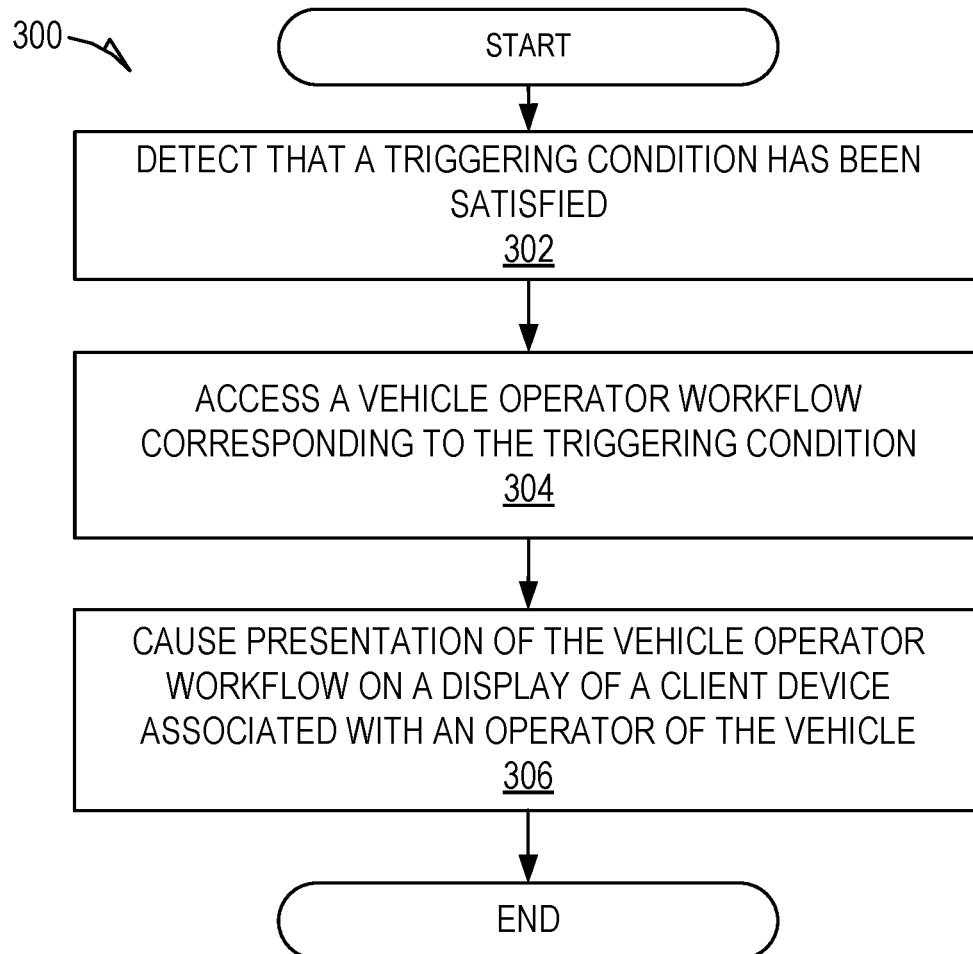 300
START
DETECT THAT A TRIGGERING CONDITION HAS BEEN
SATISFIED
302
ACCESS A VEHICLE OPERATOR WORKFLOW
CORRESPONDING TO THE TRIGGERING CONDITION
304
CAUSE PRESENTATION OF THE VEHICLE OPERATOR
WORKFLOW ON A DISPLAY OF A CLIENT DEVICE
ASSOCIATED WITH AN OPERATOR OF THE VEHICLE
306
END